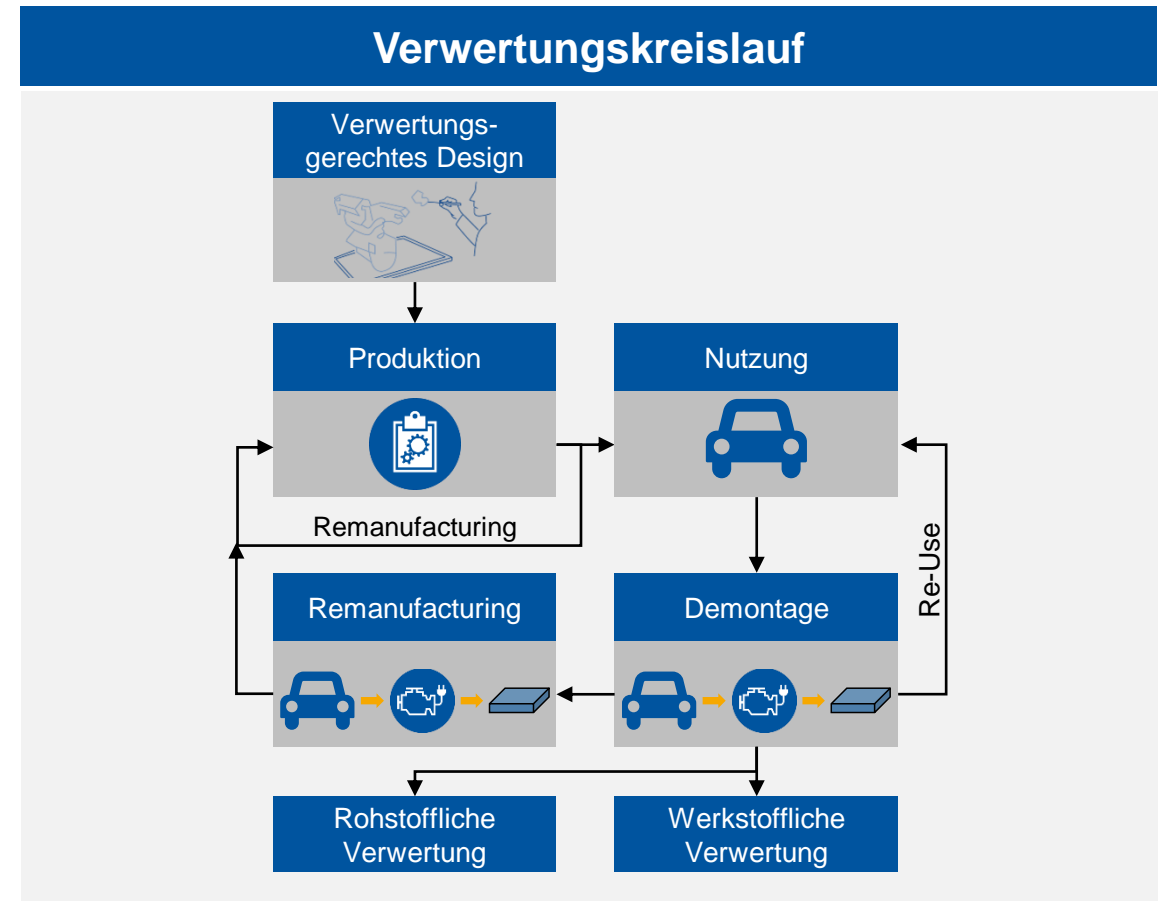 Verwertungskreislauf
Verwertungs-
gerechtes Design
Produktion
Nutzung
Remanufacturing
Re-Use
Remanufacturing
Demontage
Rohstoffliche
Verwertung
Werkstoffliche
Verwertung